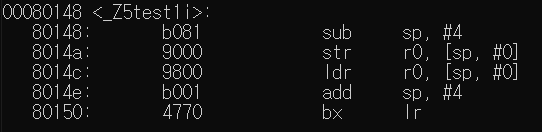 00080148 <_Z5test1i>:
80148: b081 sub sp, #4
8014a: 9000 str r0, [sp, #0]
8014c: 9800 ldr r0, [sp, #0]
8014e: b001 add sp, #4
80150: 4770 bx lr